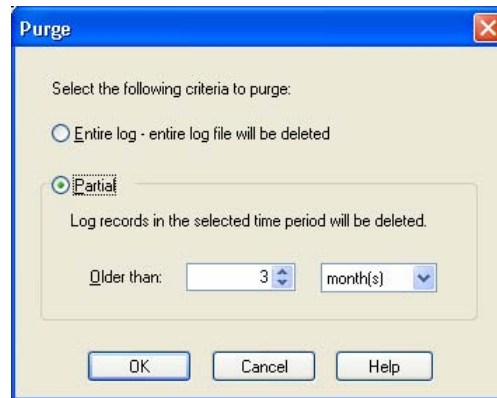 Purge
Select the following criteria to purge:
Entire log - entire log file will be deleted
Partial
Log records in the selected time period will be deleted.
Older than: 3 month(s)
OK Cancel Help